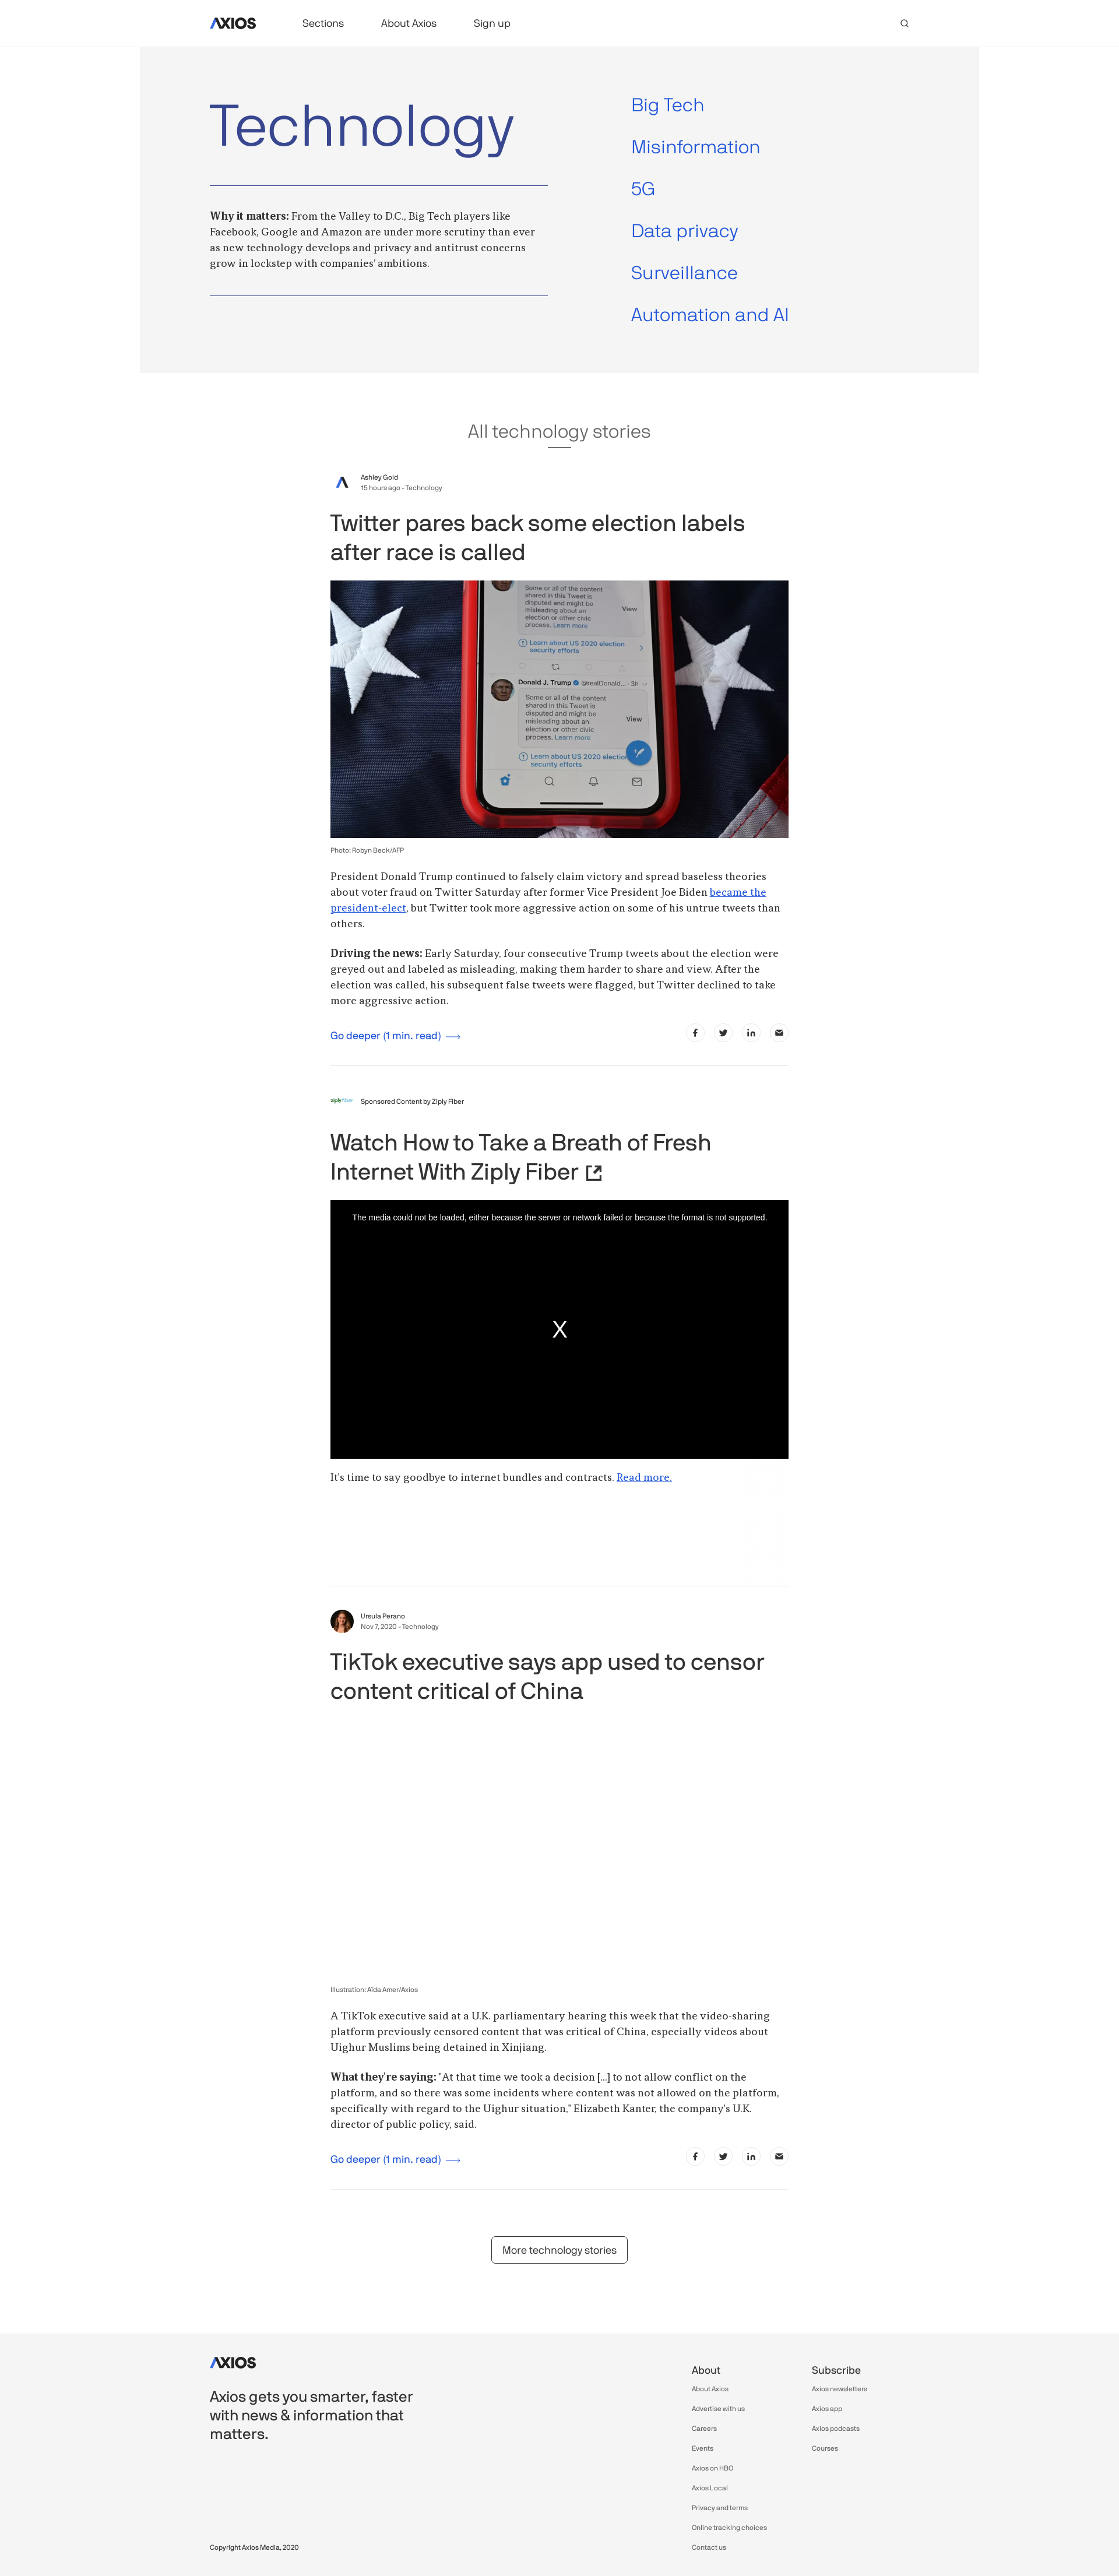 AXIOS
Sections
About Axios
Sign up
Technology
Why it matters: From the Valley to D.C., Big Tech players like
Facebook, Google and Amazon are under more scrutiny than ever
as new technology develops and privacy and antitrust concerns
grow in lockstep with companies' ambitions.
Big Tech
Misinformation
5G
Data privacy
Surveillance
Automation and AI
All technology stories
Ashley Gold
15 hours ago - Technology
Twitter pares back some election labels
after race is called
Some or all of the content
shared in this Tweet is
disputed and might be
misleading about an
election or other civic
process. Learn more
View
Learn about US 2020 election
security efforts
Donald J. Trump @realDonald... · 3h
Some or all of the content
shared in this Tweet is
disputed and might be
misleading about an
election or other civic
process. Learn more
View
Learn about US 2020 election
security efforts
Photo: Robyn Beck/AFP
President Donald Trump continued to falsely claim victory and spread baseless theories
about voter fraud on Twitter Saturday after former Vice President Joe Biden became the
president-elect, but Twitter took more aggressive action on some of his untrue tweets than
others.
Driving the news: Early Saturday, four consecutive Trump tweets about the election were
greyed out and labeled as misleading, making them harder to share and view. After the
election was called, his subsequent false tweets were flagged, but Twitter declined to take
more aggressive action.
Go deeper (1 min. read)
ziply fiber
Sponsored Content by Ziply Fiber
Watch How to Take a Breath of Fresh
Internet With Ziply Fiber
The media could not be loaded, either because the server or network failed or because the format is not supported.
X
It's time to say goodbye to internet bundles and contracts. Read more.
Ursula Perano
Nov 7, 2020 - Technology
TikTok executive says app used to censor
content critical of China
Illustration: Aïda Amer/Axios
A TikTok executive said at a U.K. parliamentary hearing this week that the video-sharing
platform previously censored content that was critical of China, especially videos about
Uighur Muslims being detained in Xinjiang.
What they're saying: "At that time we took a decision [...] to not allow conflict on the
platform, and so there was some incidents where content was not allowed on the platform,
specifically with regard to the Uighur situation," Elizabeth Kanter, the company's U.K.
director of public policy, said.
Go deeper (1 min. read)
More technology stories
AXIOS
Axios gets you smarter, faster
with news & information that
matters.
About
About Axios
Advertise with us
Careers
Events
Axios on HBO
Axios Local
Privacy and terms
Online tracking choices
Contact us
Subscribe
Axios newsletters
Axios app
Axios podcasts
Courses
Copyright Axios Media, 2020